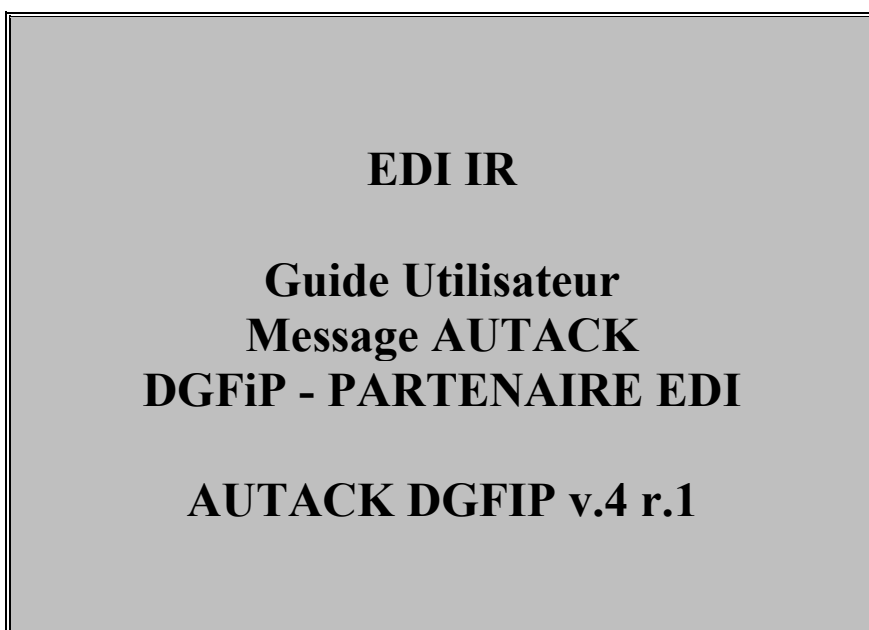 EDI IR
Guide Utilisateur
Message AUTACK
DGFiP - PARTENAIRE EDI
AUTACK DGFIP v.4 r.1